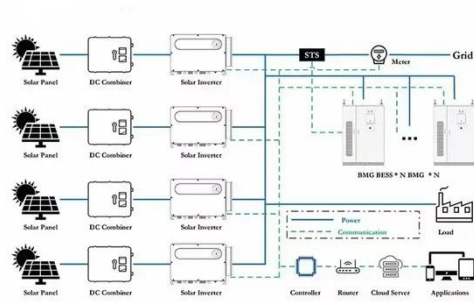 STS
Meter
Grid
Solar Panel
DC Combiner
Solar Inverter
Solar Panel
DC Combiner
Solar Inverter
BMG BESS * N BMG * N
Solar Panel
DC Combiner
Solar Inverter
Power
Communication
Load
Solar Panel
DC Combiner
Solar Inverter
Controller
Router
Cloud Server
Applications